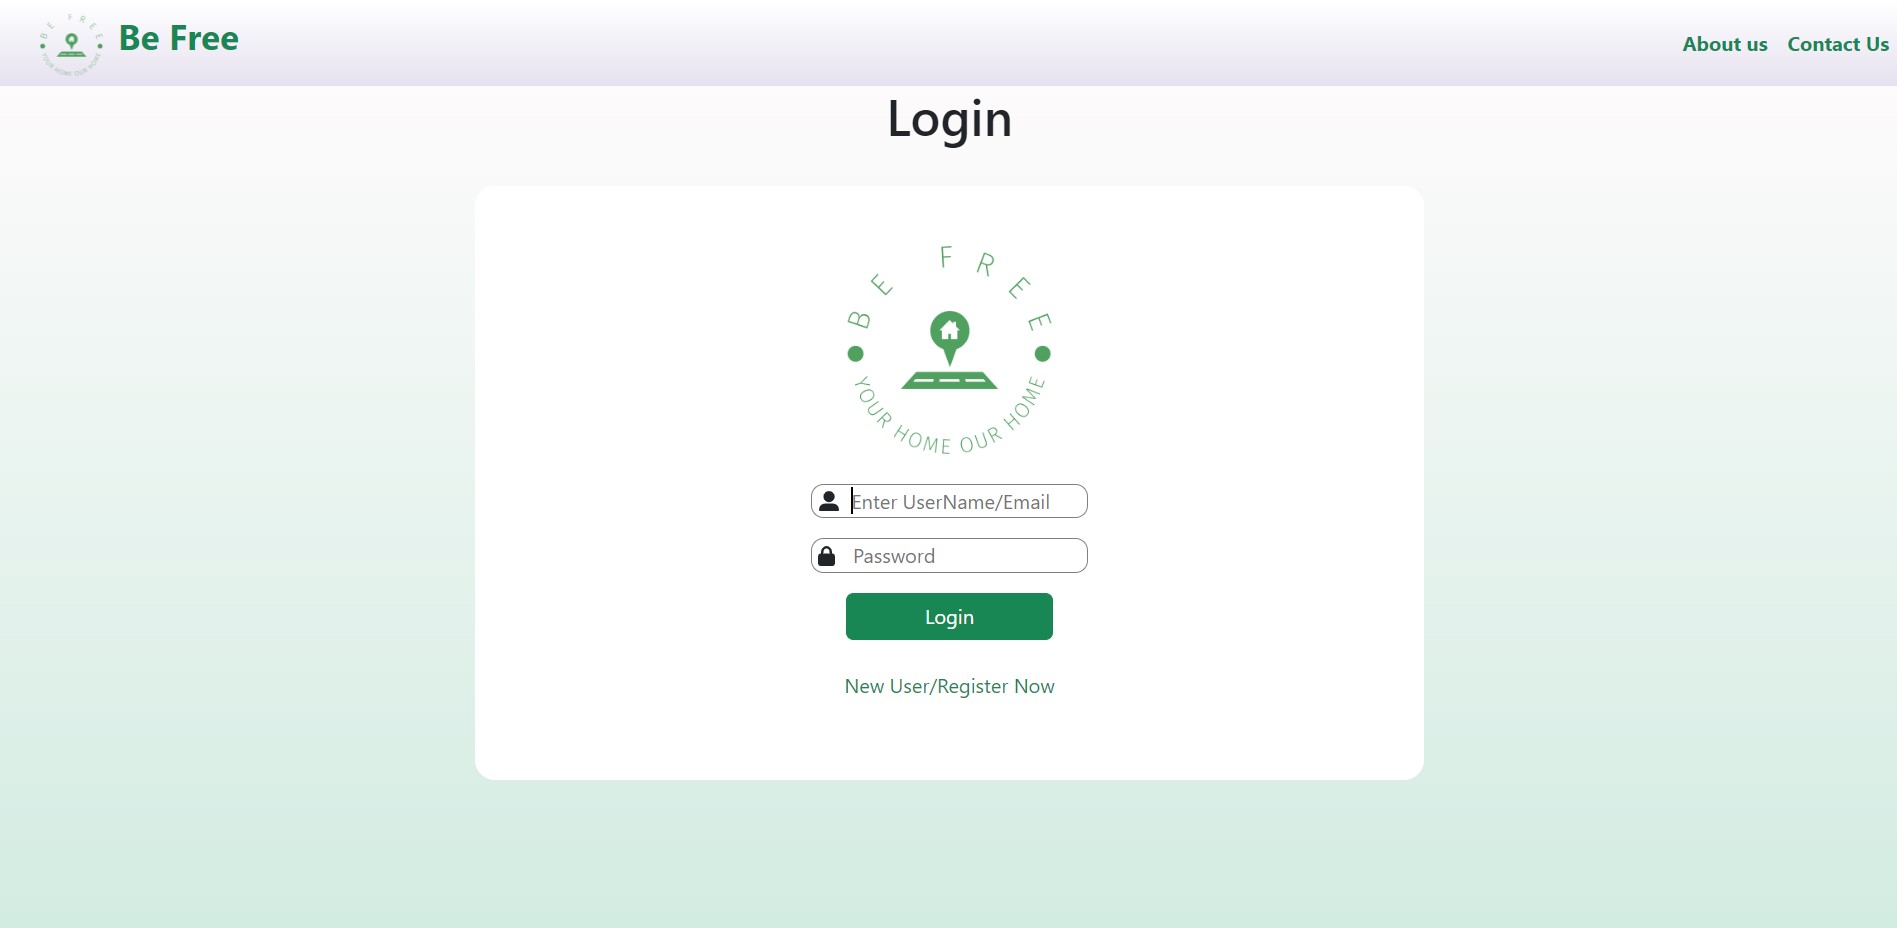 BE FREE
YOUR HOME OUR HOME
Be Free
About us
Contact Us
Login
BE FREE
YOUR HOME OUR HOME
Enter UserName/Email
Password
Login
New User/Register Now